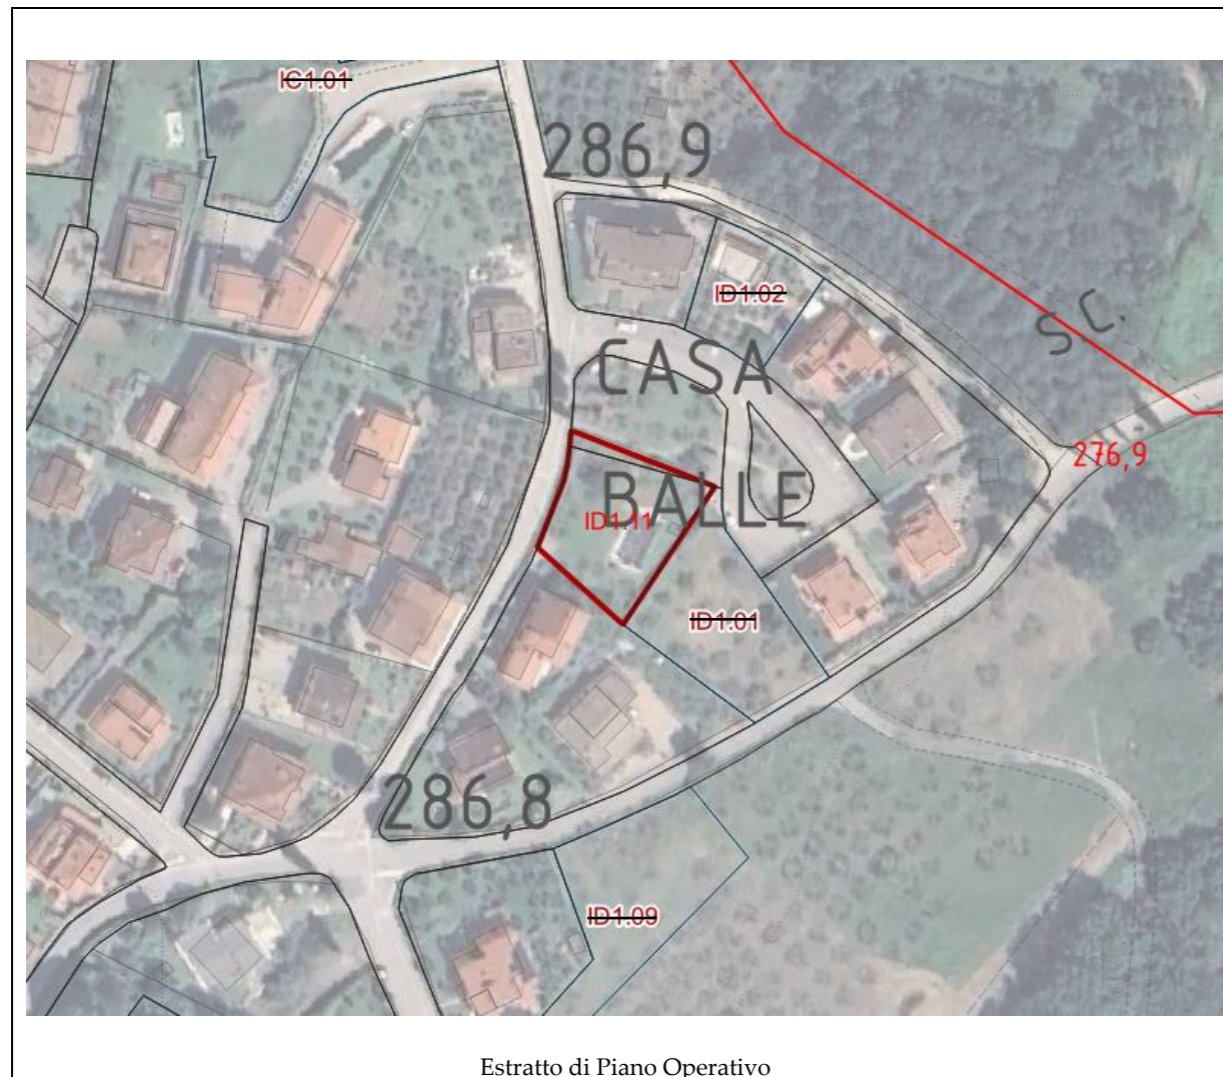 IC1.01
286,9
ID1.02
S.C.
CASA
276,9
BALLE
ID1.11
ID1.01
286,8
ID1.09
Estratto di Piano Operativo